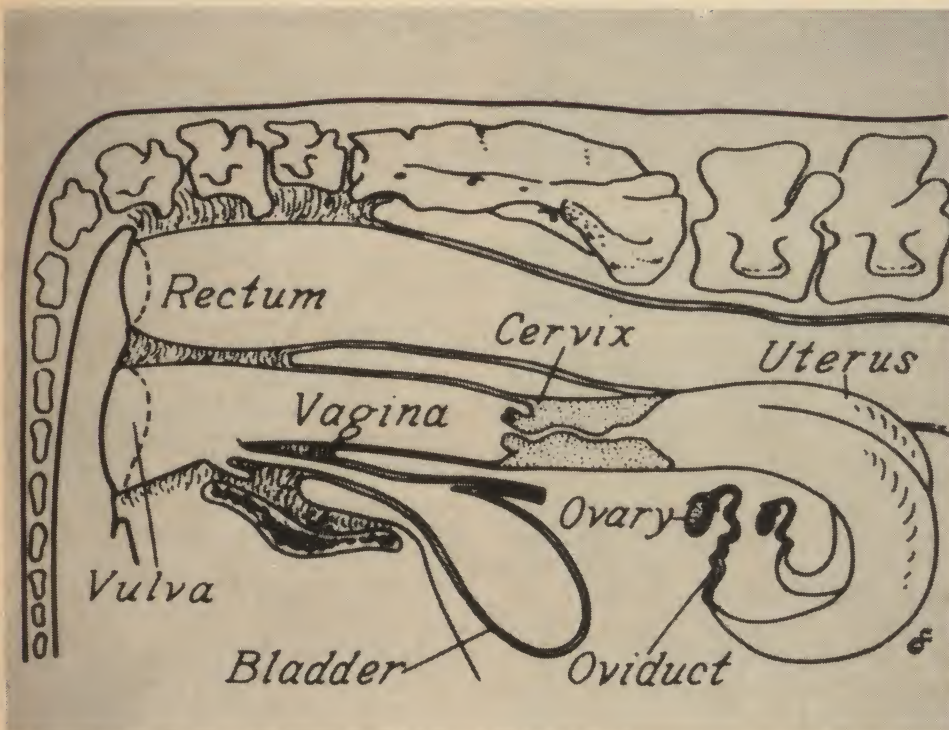 Rectum
Cervix
Uterus
Vagina
Ovary
Vulva
Bladder
Oviduct